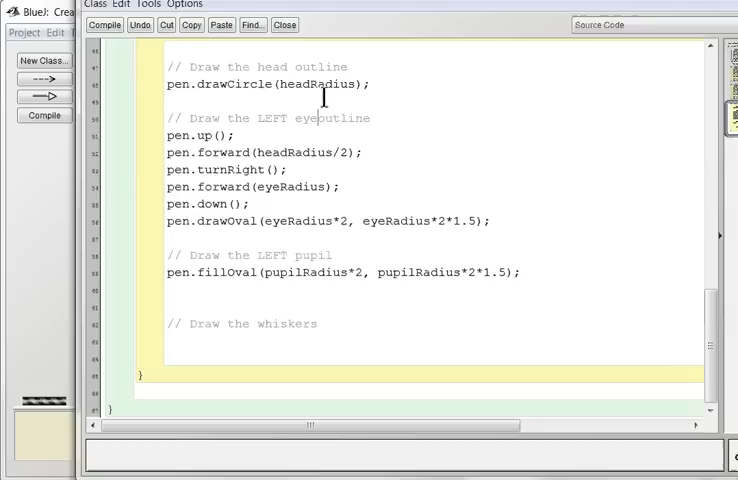 BlueJ: Crea
Class Edit Tools Options
Project Edit T
Compile Undo Cut Copy Paste Find... Close
Source Code
New Class...
Compile
// Draw the head outline
pen.drawCircle(headRadius);
// Draw the LEFT eyeoutline
pen.up();
pen.forward(headRadius/2);
pen.turnRight();
pen.forward(eyeRadius);
pen.down();
pen.drawOval(eyeRadius*2, eyeRadius*2*1.5);
// Draw the LEFT pupil
pen.fillOval(pupilRadius*2, pupilRadius*2*1.5);
// Draw the whiskers
}
}